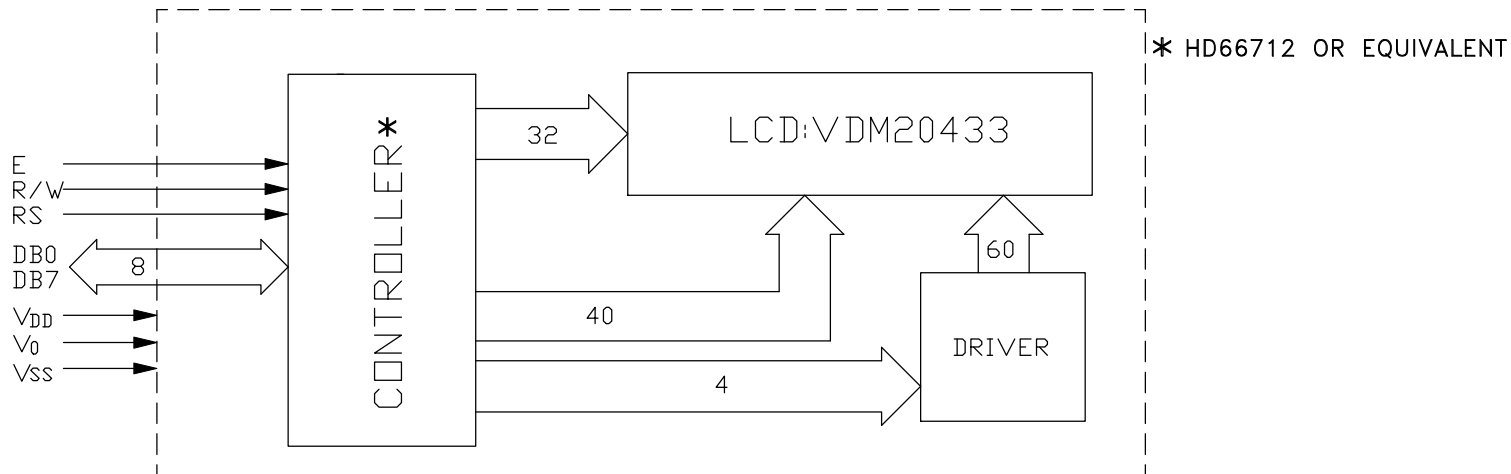 * HD66712 OR EQUIVALENT
CONTROLLER*
32
LCD:VDM20433
E
R/W
RS
DB0
DB7
8
60
VDD
V0
VSS
40
DRIVER
4